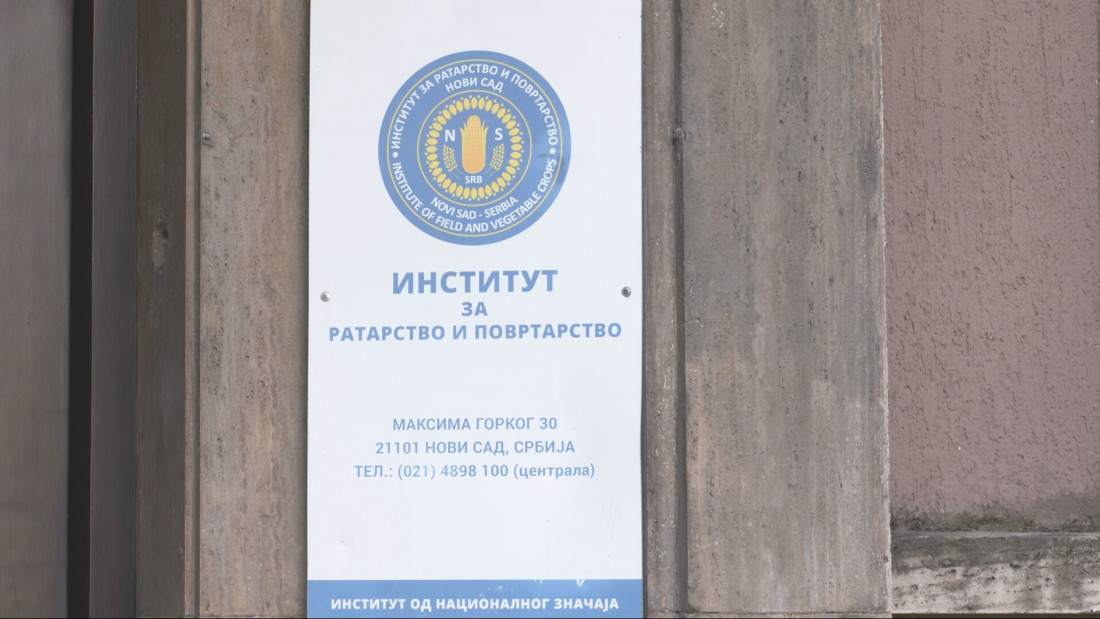 ИНСТИТУТ ЗА РАТАРСТВО И ПОВРТАРСТВО
НОВИ САД
N S
SRB
NOVI SAD - SERBIA
INSTITUTE OF FIELD AND VEGETABLE CROPS
ИНСТИТУТ
ЗА
РАТАРСТВО И ПОВРТАРСТВО
МАКСИМА ГОРКОГ 30
21101 НОВИ САД, СРБИЈА
ТЕЛ.: (021) 4898 100 (централа)
ИНСТИТУТ ОД НАЦИОНАЛНОГ ЗНАЧАЈА